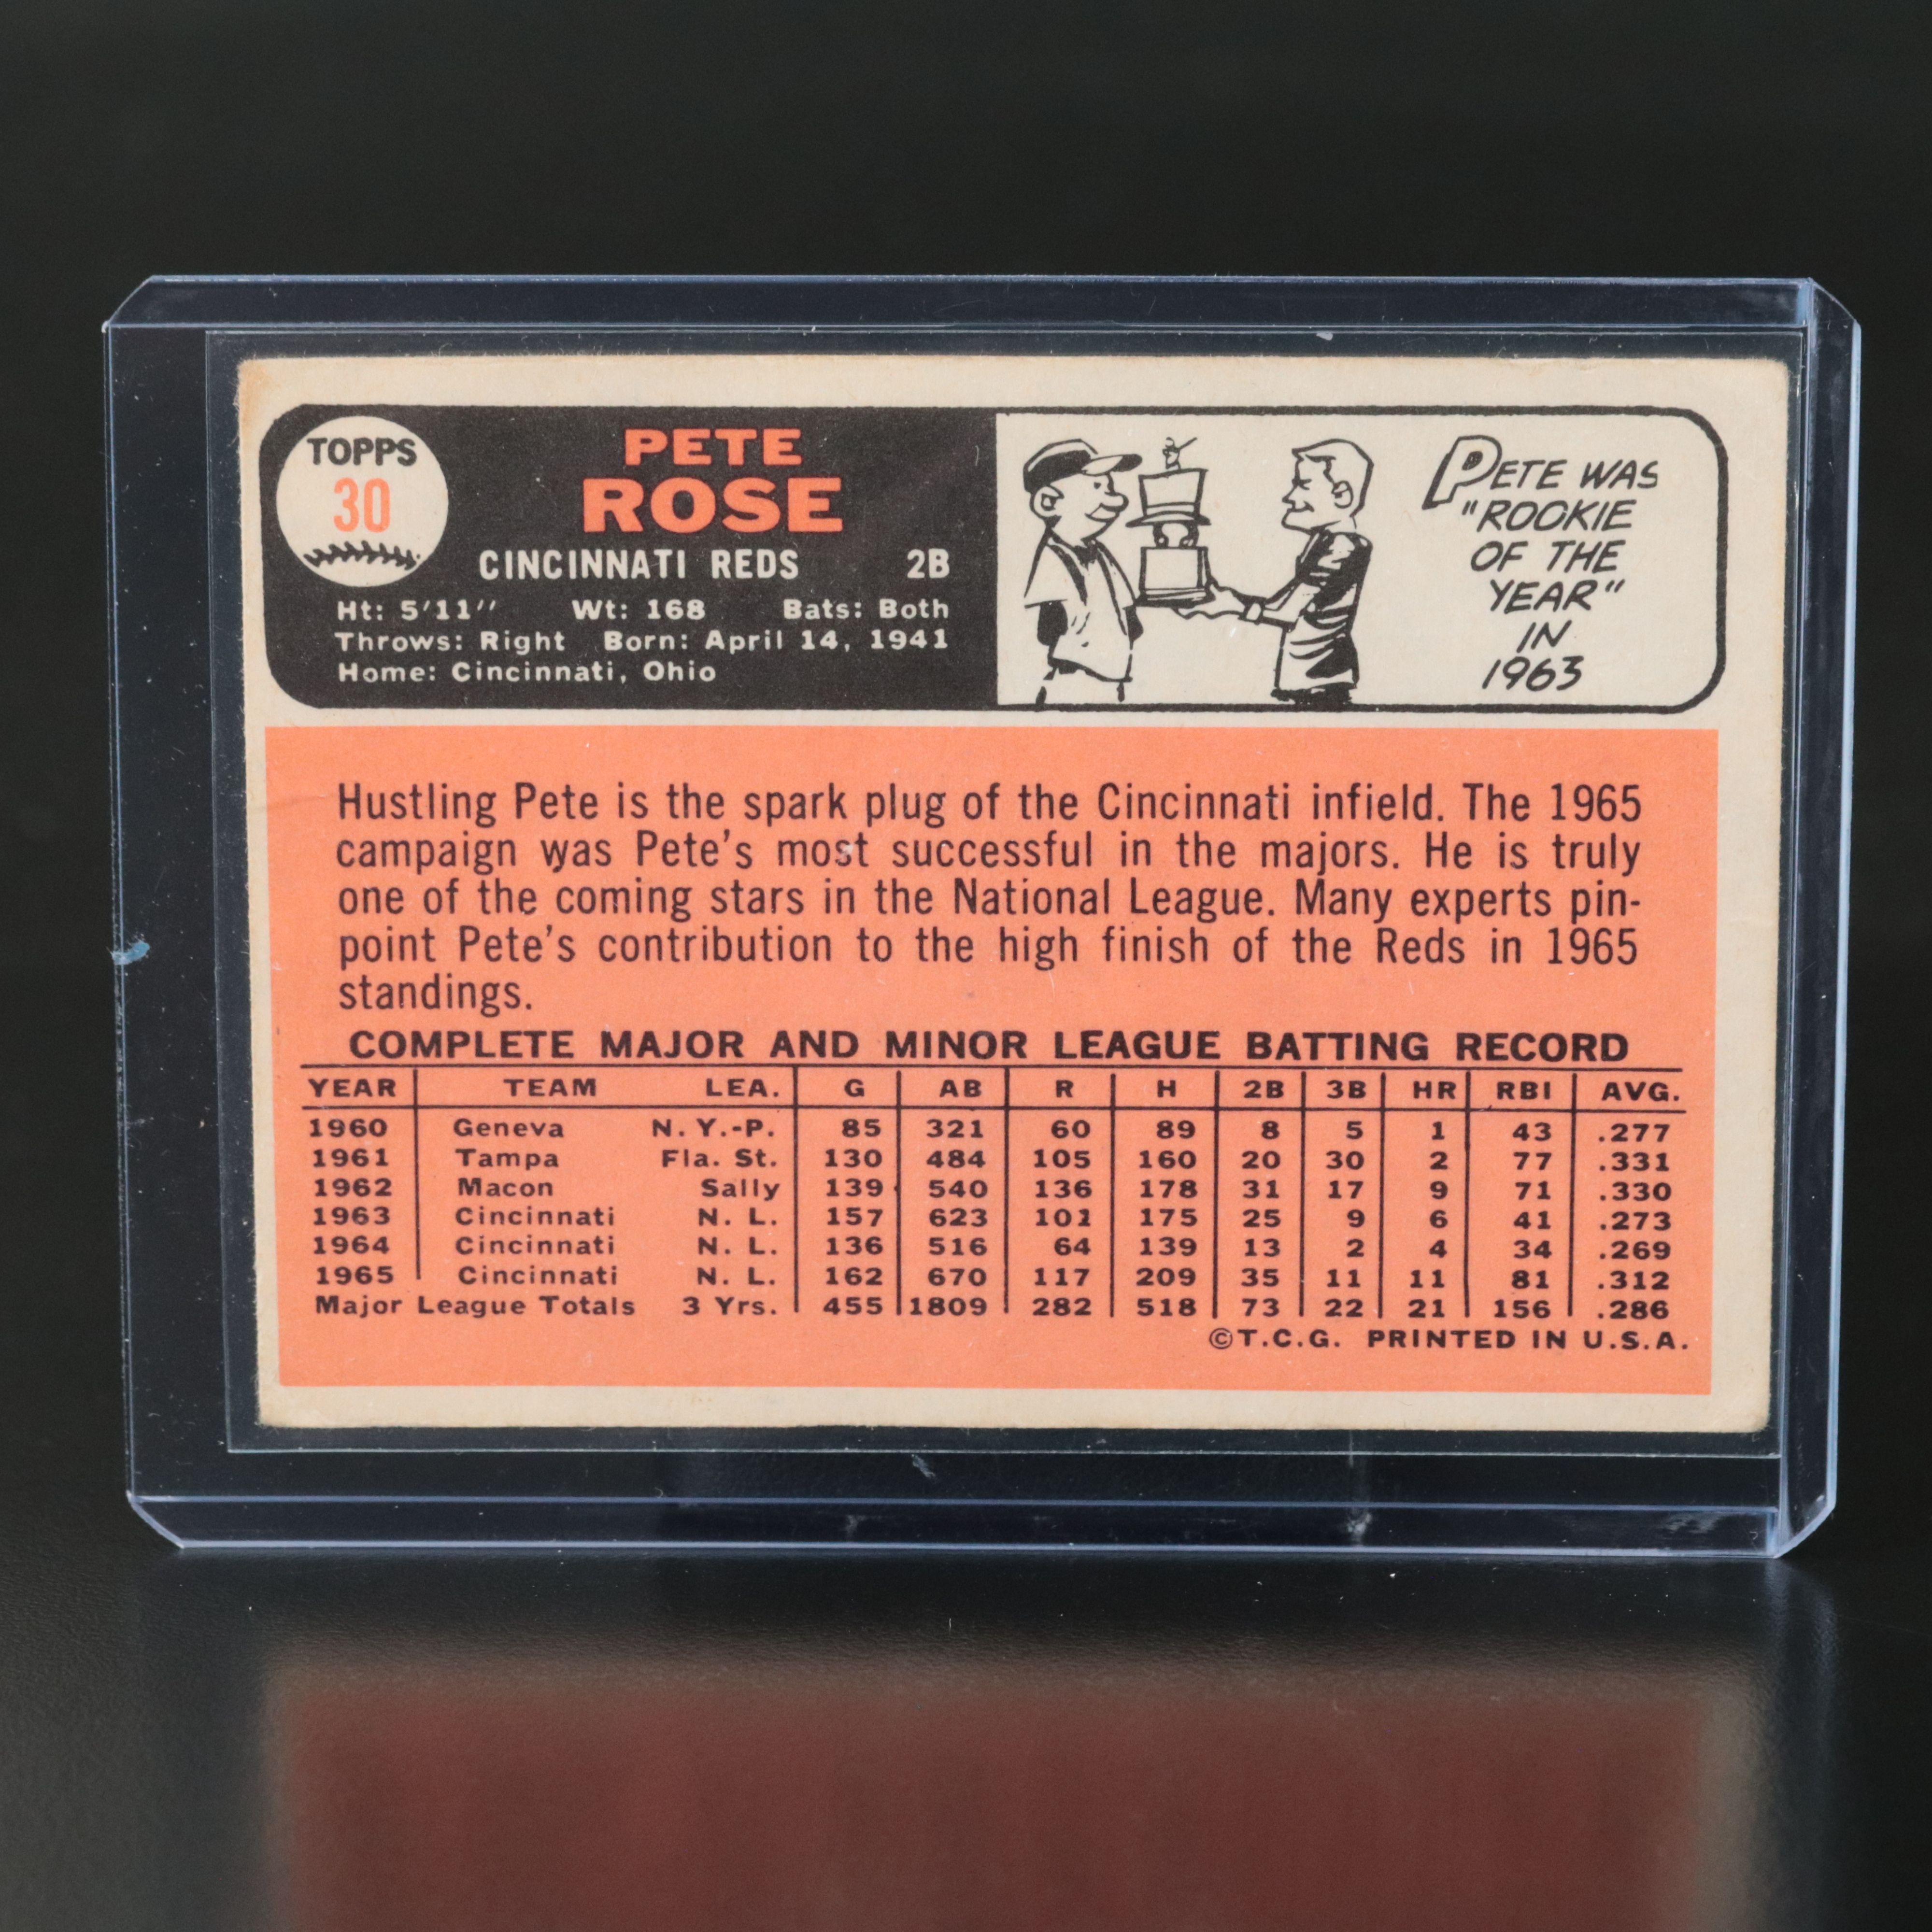 TOPPS
30
PETE
ROSE
CINCINNATI REDS 2B
Ht: 5'11" Wt: 168 Bats: Both
Throws: Right Born: April 14, 1941
Home: Cincinnati, Ohio
PETE WAS
"ROOKIE
OF THE
YEAR"
IN
1963
Hustling Pete is the spark plug of the Cincinnati infield. The 1965
campaign was Pete's most successful in the majors. He is truly
one of the coming stars in the National League. Many experts pin-
point Pete's contribution to the high finish of the Reds in 1965
standings.
COMPLETE MAJOR AND MINOR LEAGUE BATTING RECORD
YEAR TEAM LEA. G AB R H 2B 3B HR RBI AVG.
1960 Geneva N. Y.-P. 85 321 60 89 8 5 1 43 .277
1961 Tampa Fla. St. 130 484 105 160 20 30 2 77 .331
1962 Macon Sally 139 540 136 178 31 17 9 71 .330
1963 Cincinnati N. L. 157 623 101 175 25 9 6 41 .273
1964 Cincinnati N. L. 136 516 64 139 13 2 4 34 .269
1965 Cincinnati N. L. 162 670 117 209 35 11 11 81 .312
Major League Totals 3 Yrs. 455 1809 282 518 73 22 21 156 .286
©T.C.G. PRINTED IN U.S.A.